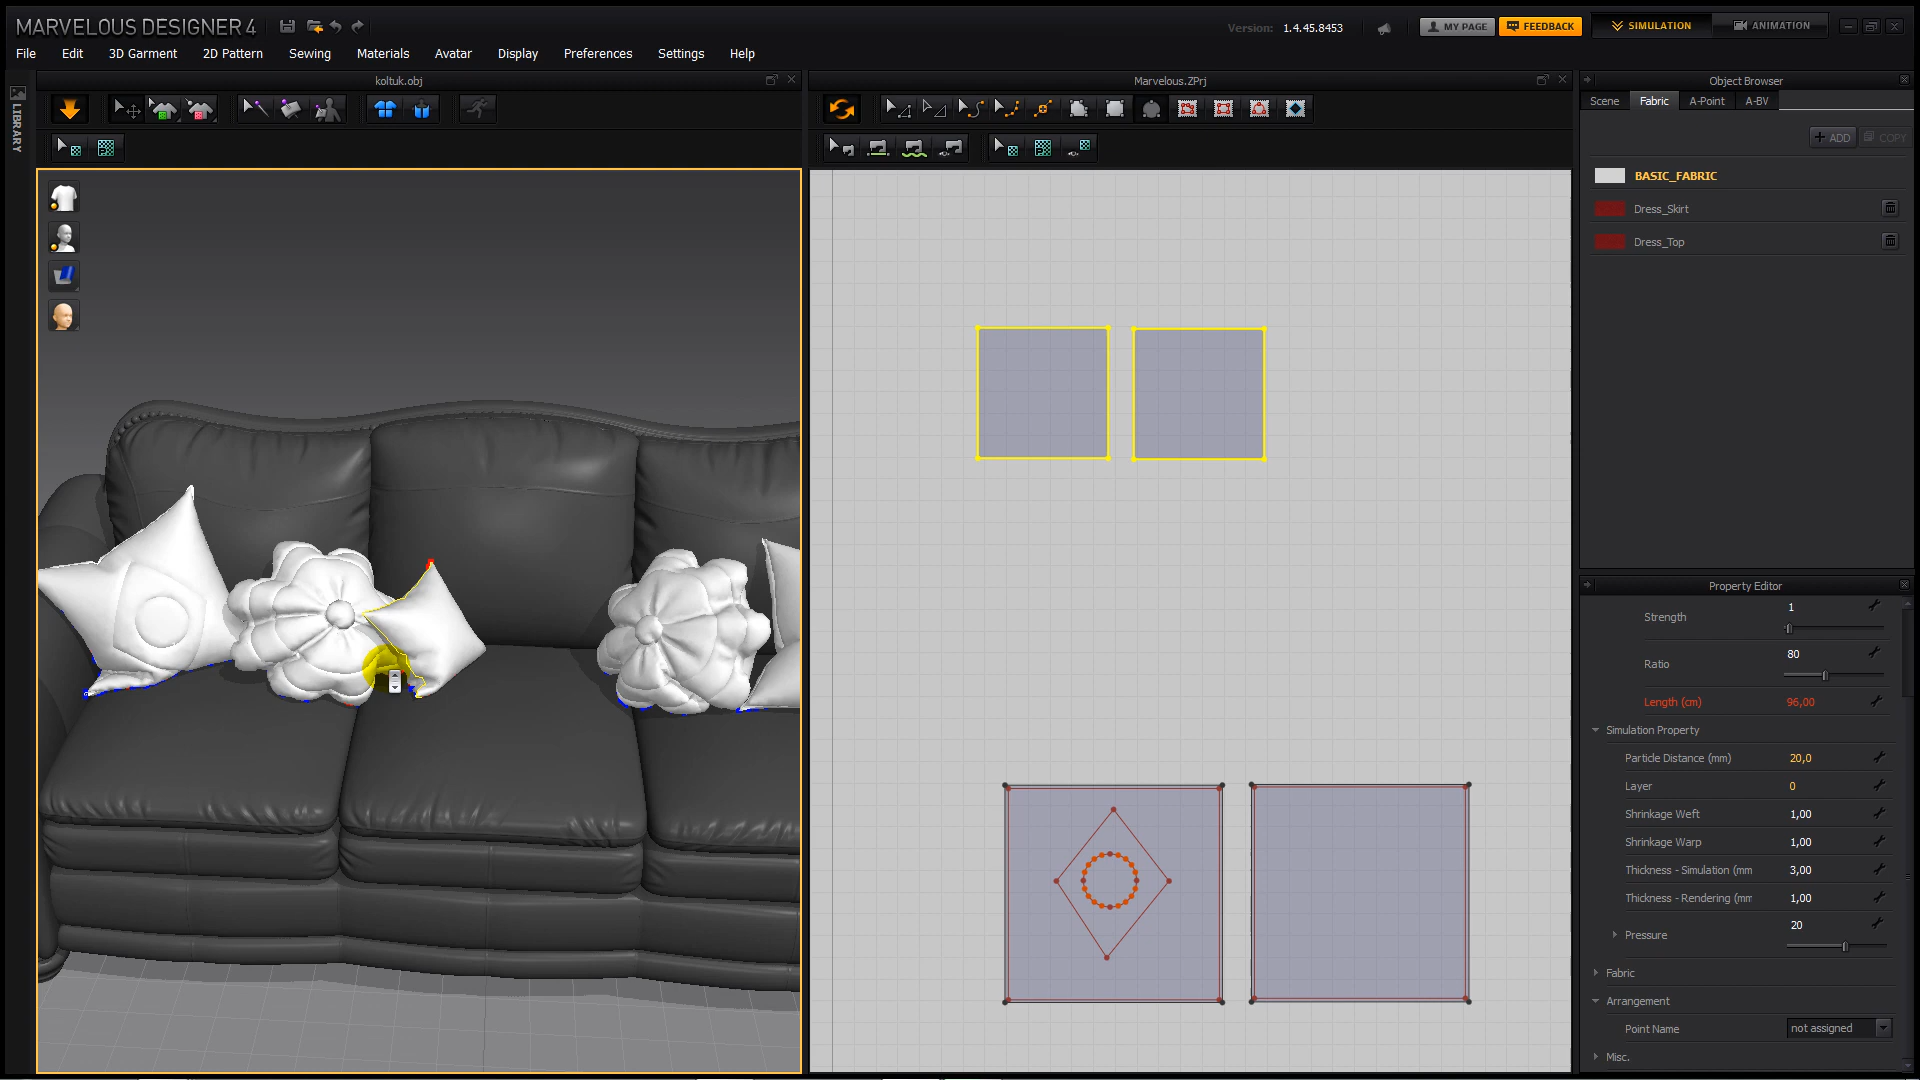 MARVELOUS DESIGNER 4
Version: 1.4.45.8453
MY PAGE
FEEDBACK
SIMULATION
ANIMATION
File Edit 3D Garment 2D Pattern Sewing Materials Avatar Display Preferences Settings Help
LIBRARY
koltuk.obj
Marvelous.ZPrj
Object Browser
Scene Fabric A-Point A-BV
+ ADD COPY
BASIC_FABRIC
Dress_Skirt
Dress_Top
Property Editor
Strength 1
Ratio 80
Length (cm) 96,00
Simulation Property
Particle Distance (mm) 20,0
Layer 0
Shrinkage Weft 1,00
Shrinkage Warp 1,00
Thickness - Simulation (mm 3,00
Thickness - Rendering (mm 1,00
Pressure 20
Fabric
Arrangement
Point Name not assigned
Misc.